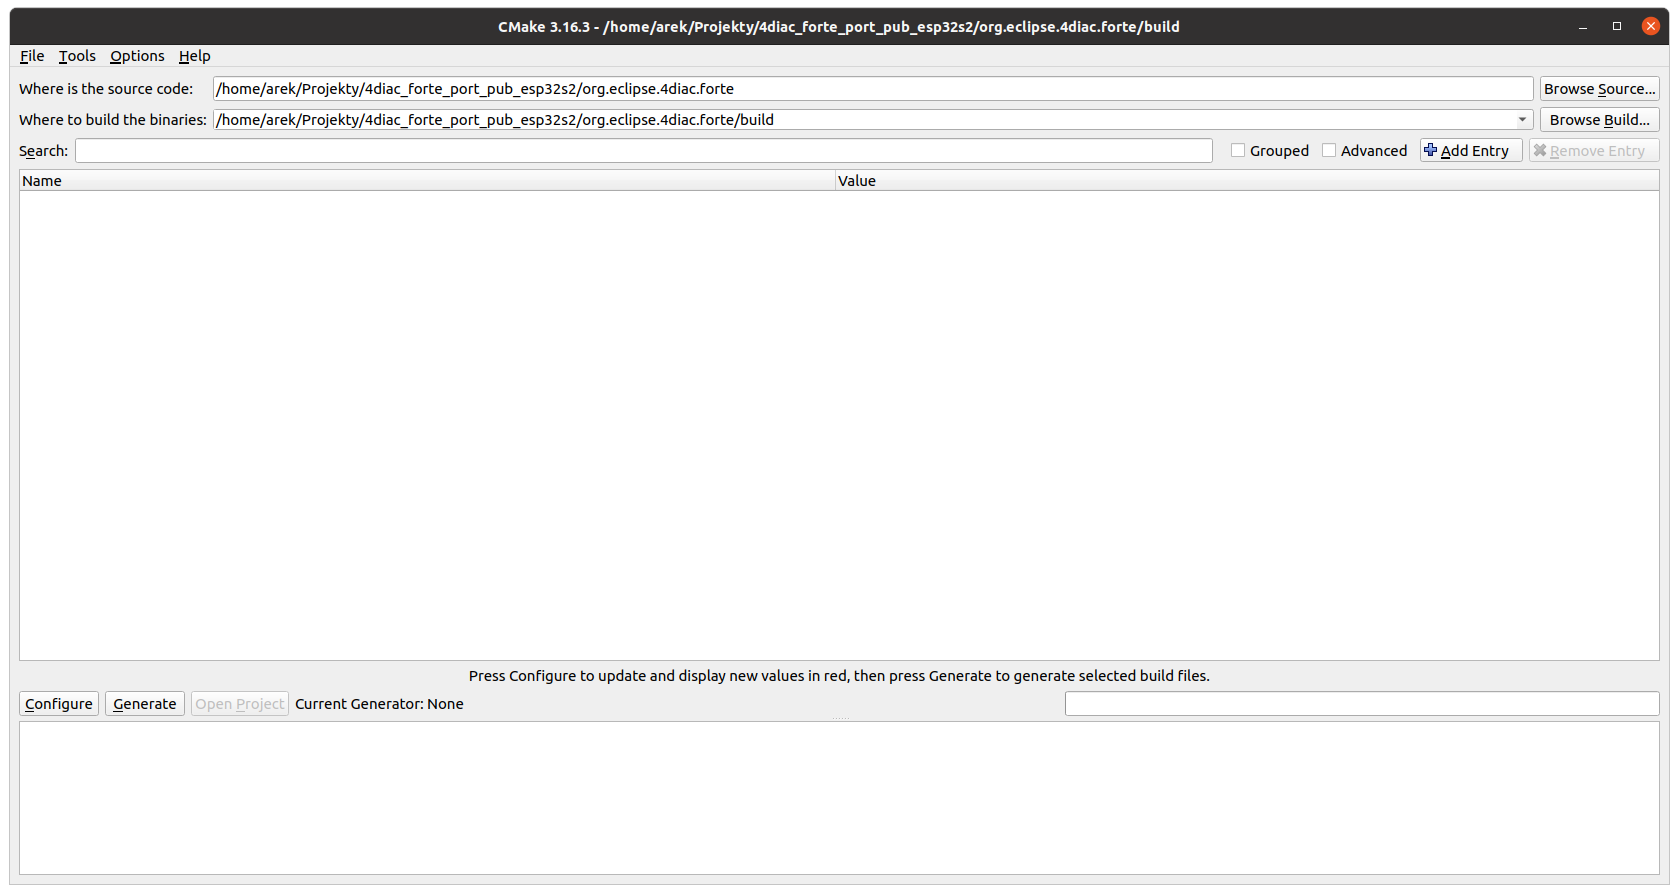 CMake 3.16.3 - /home/arek/Projekty/4diac_forte_port_pub_esp32s2/org.eclipse.4diac.forte/build
File Tools Options Help
Where is the source code: /home/arek/Projekty/4diac_forte_port_pub_esp32s2/org.eclipse.4diac.forte Browse Source...
Where to build the binaries: /home/arek/Projekty/4diac_forte_port_pub_esp32s2/org.eclipse.4diac.forte/build Browse Build...
Search: Grouped Advanced Add Entry Remove Entry
Name Value
Press Configure to update and display new values in red, then press Generate to generate selected build files.
Configure Generate Open Project Current Generator: None